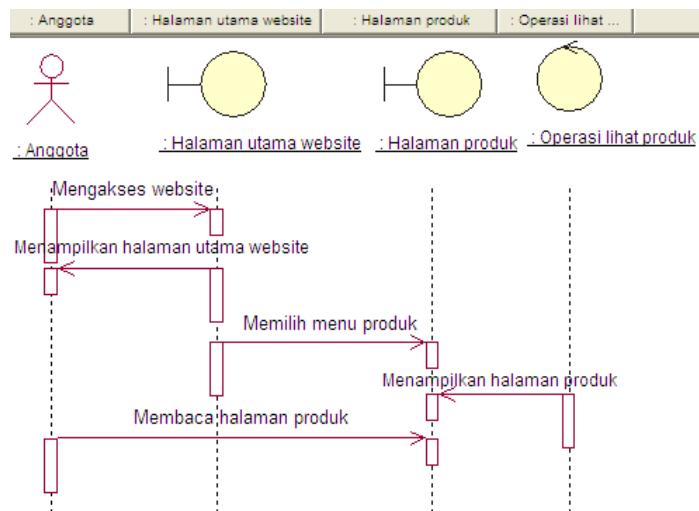 : Anggota
: Halaman utama website
: Halaman produk
: Operasi lihat ...
: Anggota
: Halaman utama website
: Halaman produk
: Operasi lihat produk
Mengakses website
Menampilkan halaman utama website
Memilih menu produk
Menampilkan halaman produk
Membaca halaman produk